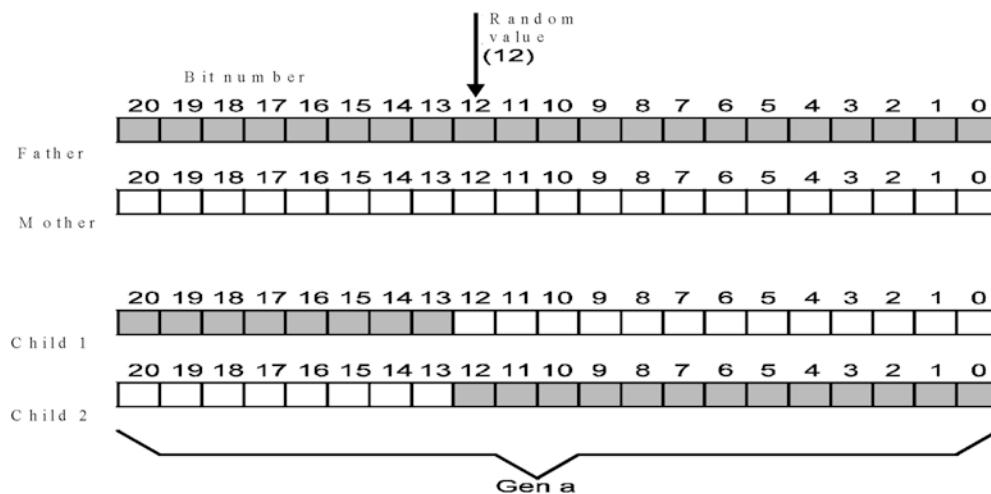 Random
value
(12)
Bit number
20 19 18 17 16 15 14 13 12 11 10 9 8 7 6 5 4 3 2 1 0
Father
20 19 18 17 16 15 14 13 12 11 10 9 8 7 6 5 4 3 2 1 0
Mother
20 19 18 17 16 15 14 13 12 11 10 9 8 7 6 5 4 3 2 1 0
Child 1
20 19 18 17 16 15 14 13 12 11 10 9 8 7 6 5 4 3 2 1 0
Child 2
Gen a